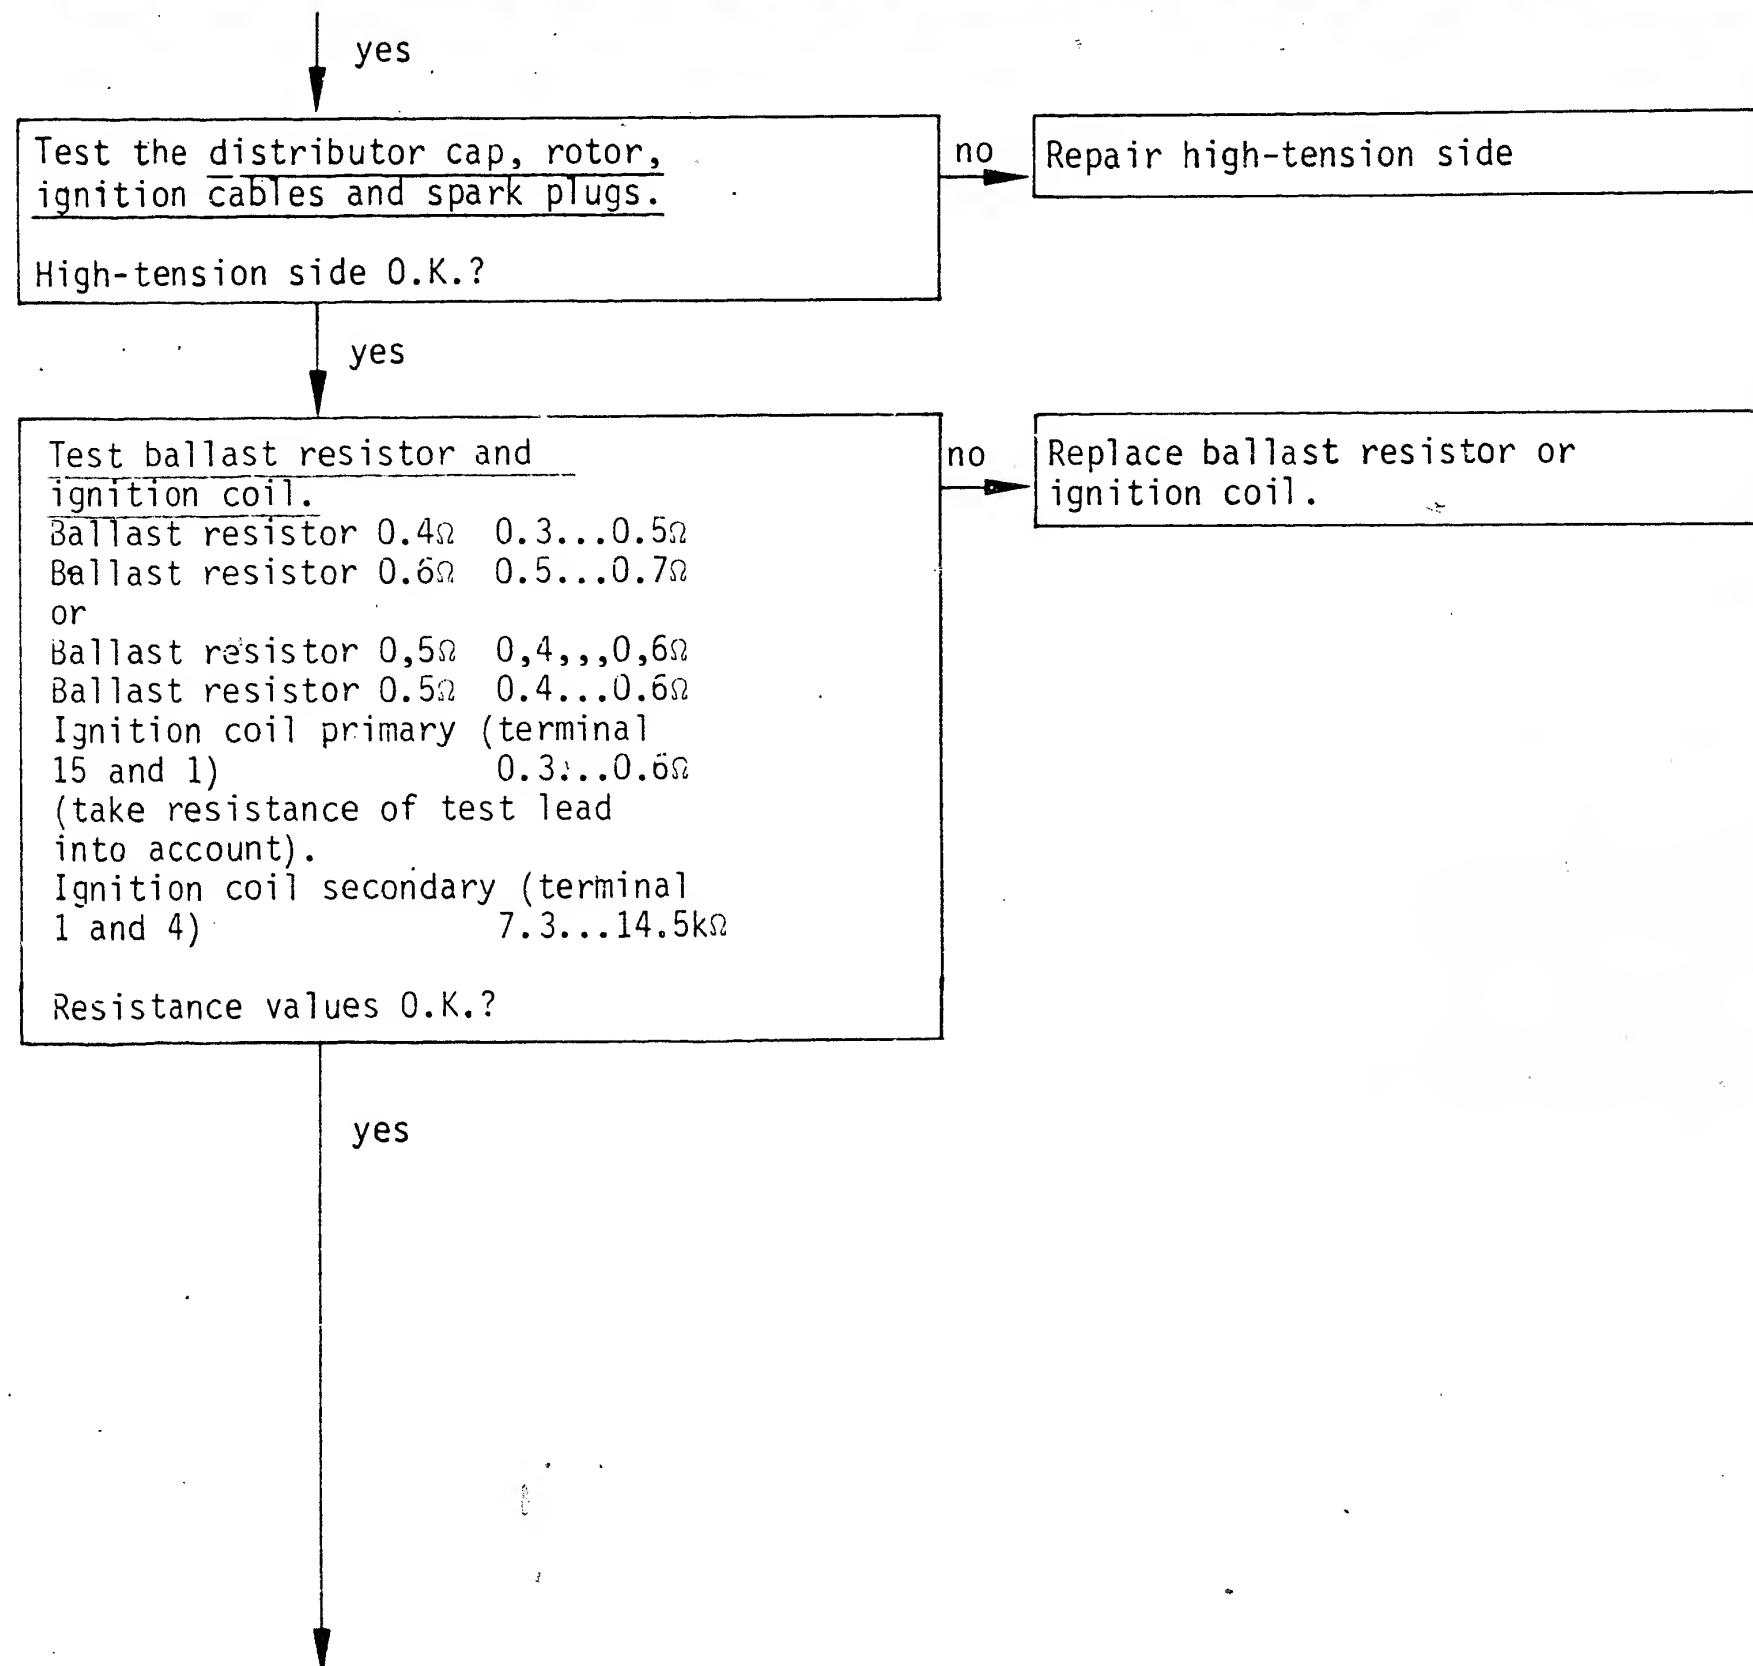 yes
Test the distributor cap, rotor,
ignition cables and spark plugs.
High-tension side O.K.?
no
Repair high-tension side
yes
Test ballast resistor and
ignition coil.
Ballast resistor 0.4Ω 0.3...0.5Ω
Ballast resistor 0.6Ω 0.5...0.7Ω
or
Ballast resistor 0,5Ω 0,4,,,0,6Ω
Ballast resistor 0.5Ω 0.4...0.6Ω
Ignition coil primary (terminal
15 and 1) 0.3...0.6Ω
(take resistance of test lead
into account).
Ignition coil secondary (terminal
1 and 4) 7.3...14.5kΩ
Resistance values O.K.?
no
Replace ballast resistor or
ignition coil.
yes